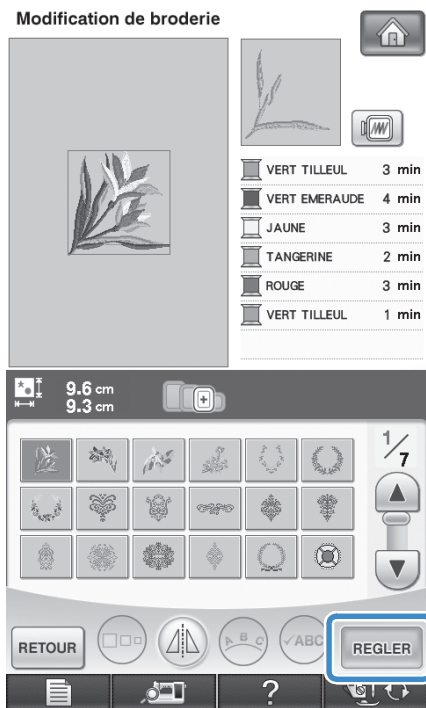 Modification de broderie
VERT TILLEUL 3 min
VERT EMERAUDE 4 min
JAUNE 3 min
TANGERINE 2 min
ROUGE 3 min
VERT TILLEUL 1 min
9.6 cm
9.3 cm
1/7
RETOUR
A B C
✓ABC
REGLER
?